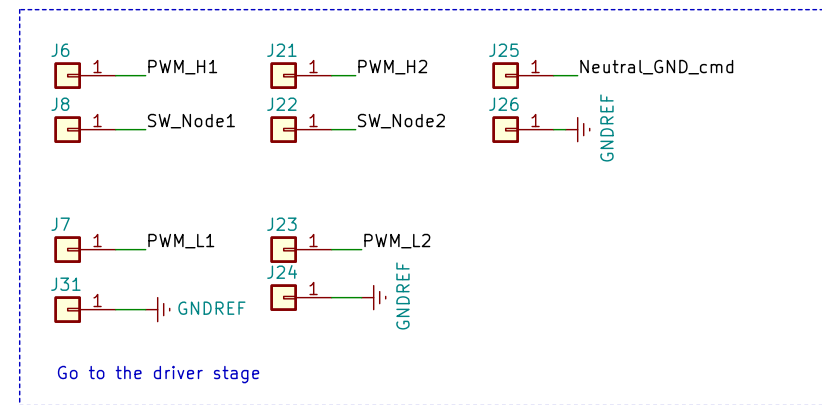 J6 J21 J25
1 PWM_H1 1 PWM_H2 1 Neutral_GND_cmd
J8 J22 J26
1 SW_Node1 1 SW_Node2 1 GNDREF
J7 J23
1 PWM_L1 1 PWM_L2
J31 J24
1 GNDREF 1 GNDREF
Go to the driver stage